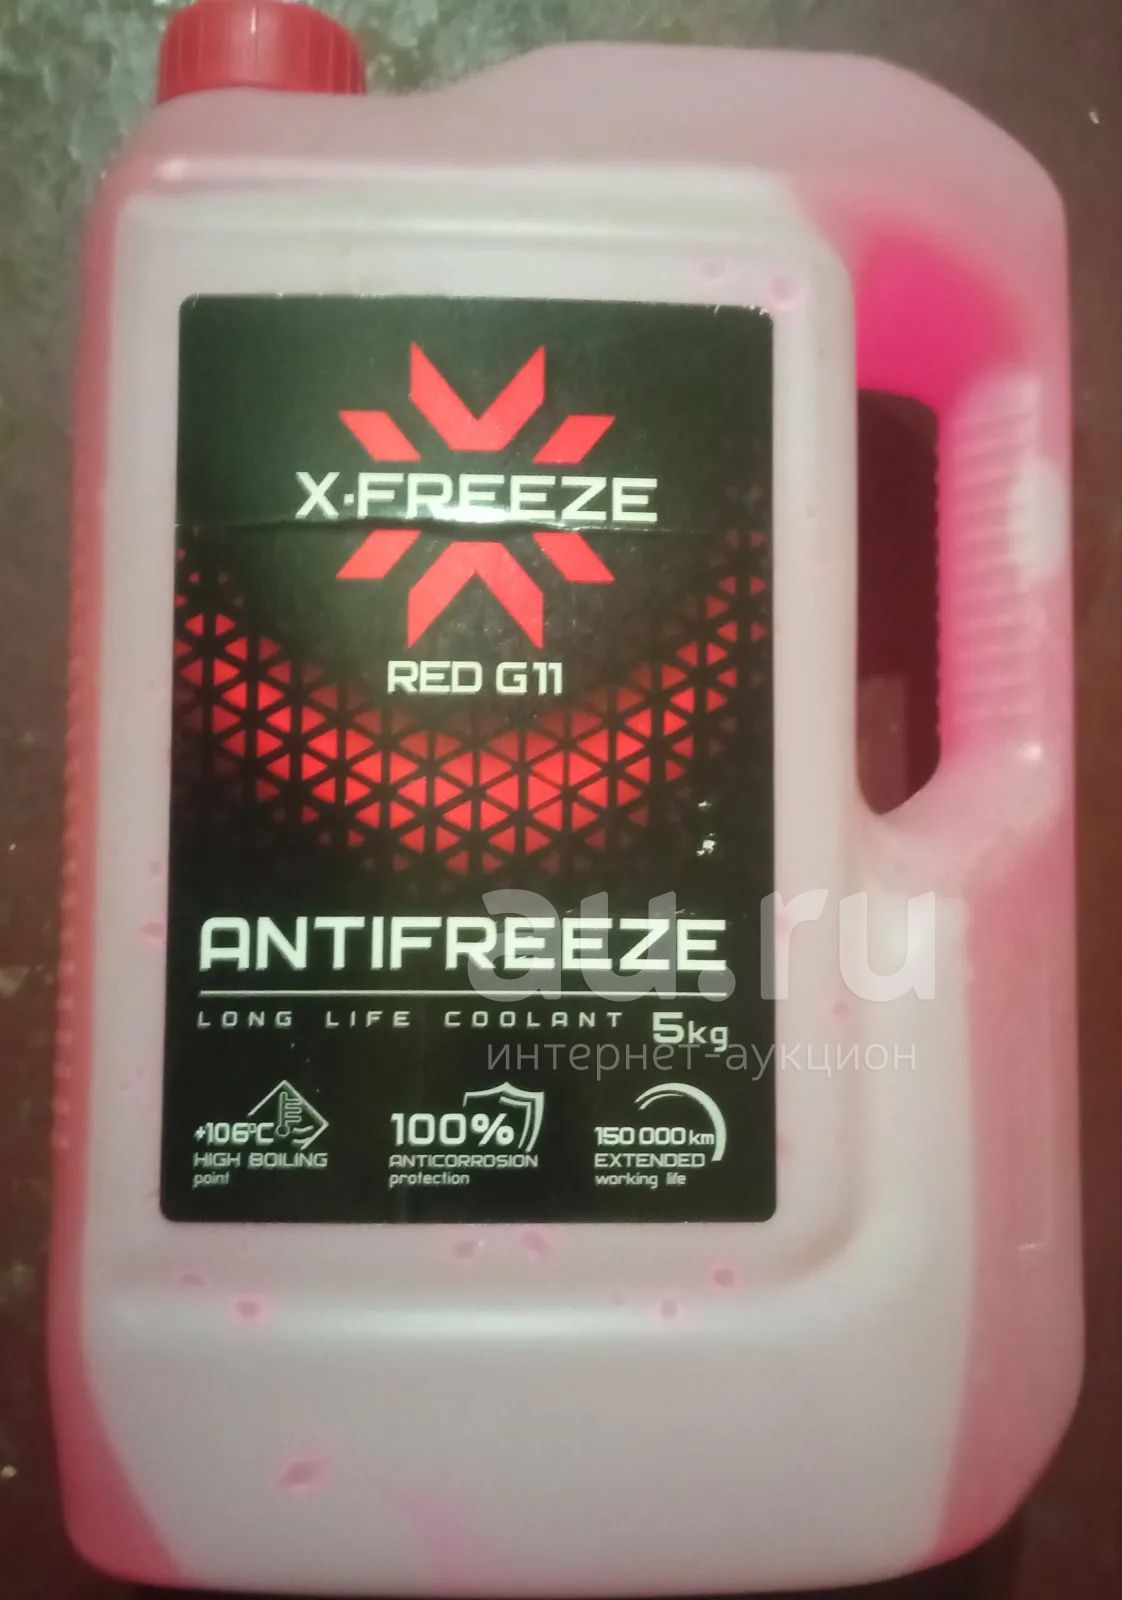 X·FREEZE
RED G11
ANTIFREEZE
LONG LIFE COOLANT 5kg
au.ru
интернет-аукцион
+106°C
HIGH BOILING
point
100%
ANTICORROSION
protection
150 000 km
EXTENDED
working life